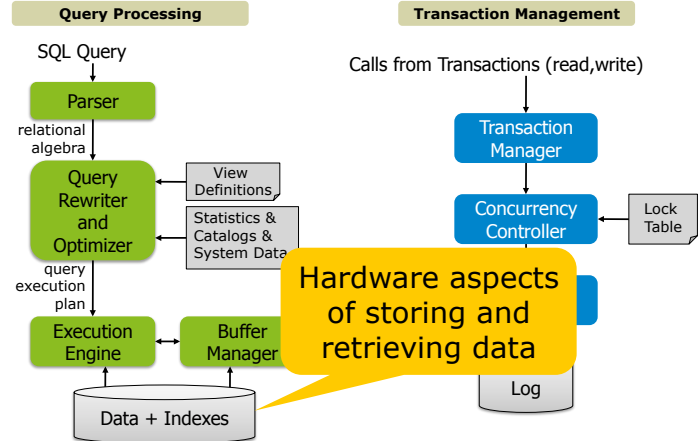 Query Processing
Transaction Management
SQL Query
Calls from Transactions (read,write)
Parser
relational
algebra
Transaction
Manager
Query
Rewriter
and
Optimizer
View
Definitions
Statistics &
Catalogs &
System Data
Concurrency
Controller
Lock
Table
query
execution
plan
Hardware aspects
of storing and
retrieving data
Execution
Engine
Buffer
Manager
Data + Indexes
Log